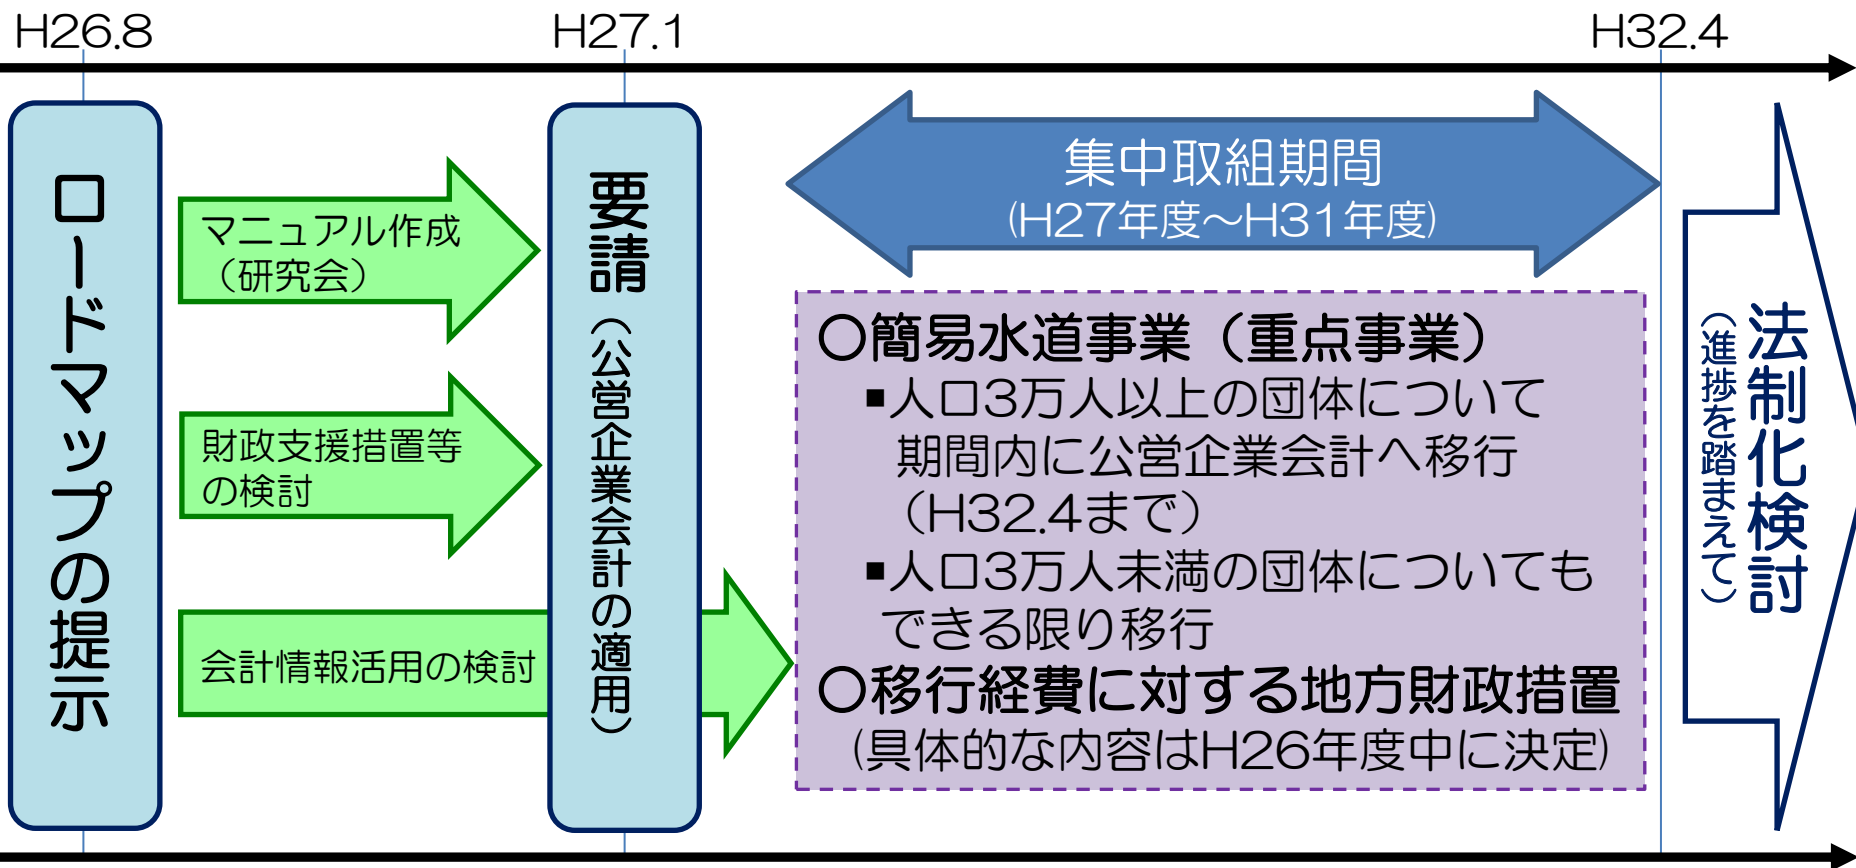 H26.8
H27.1
H32.4
ロードマップの提示
マニュアル作成
（研究会）
財政支援措置等
の検討
会計情報活用の検討
要請（公営企業会計の適用）
集中取組期間
(H27年度～H31年度)
○簡易水道事業（重点事業）
▪人口3万人以上の団体について
期間内に公営企業会計へ移行
（H32.4まで）
▪人口3万人未満の団体についても
できる限り移行
○移行経費に対する地方財政措置
(具体的な内容はH26年度中に決定)
法制化検討
（進捗を踏まえて）